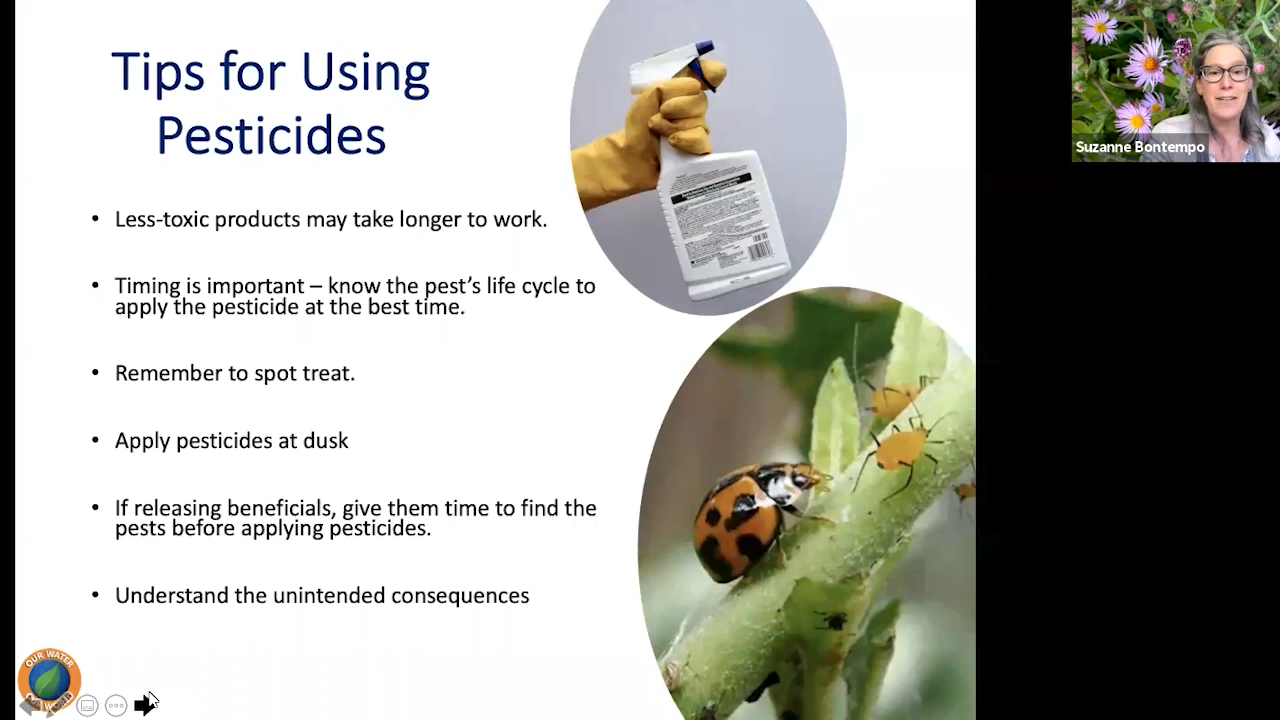 Tips for Using
Pesticides
• Less-toxic products may take longer to work.
• Timing is important – know the pest's life cycle to
apply the pesticide at the best time.
• Remember to spot treat.
• Apply pesticides at dusk
• If releasing beneficials, give them time to find the
pests before applying pesticides.
• Understand the unintended consequences
Suzanne Bontempo
OUR WATER
OUR WORLD